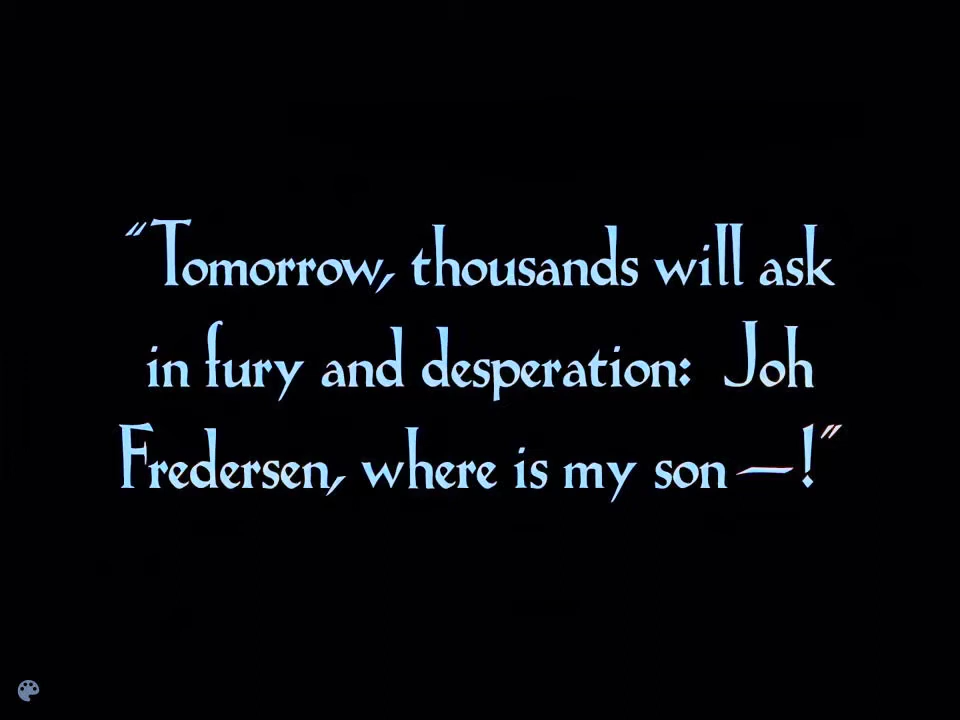 “Tomorrow, thousands will ask
in fury and desperation: Joh
Fredersen, where is my son —!”